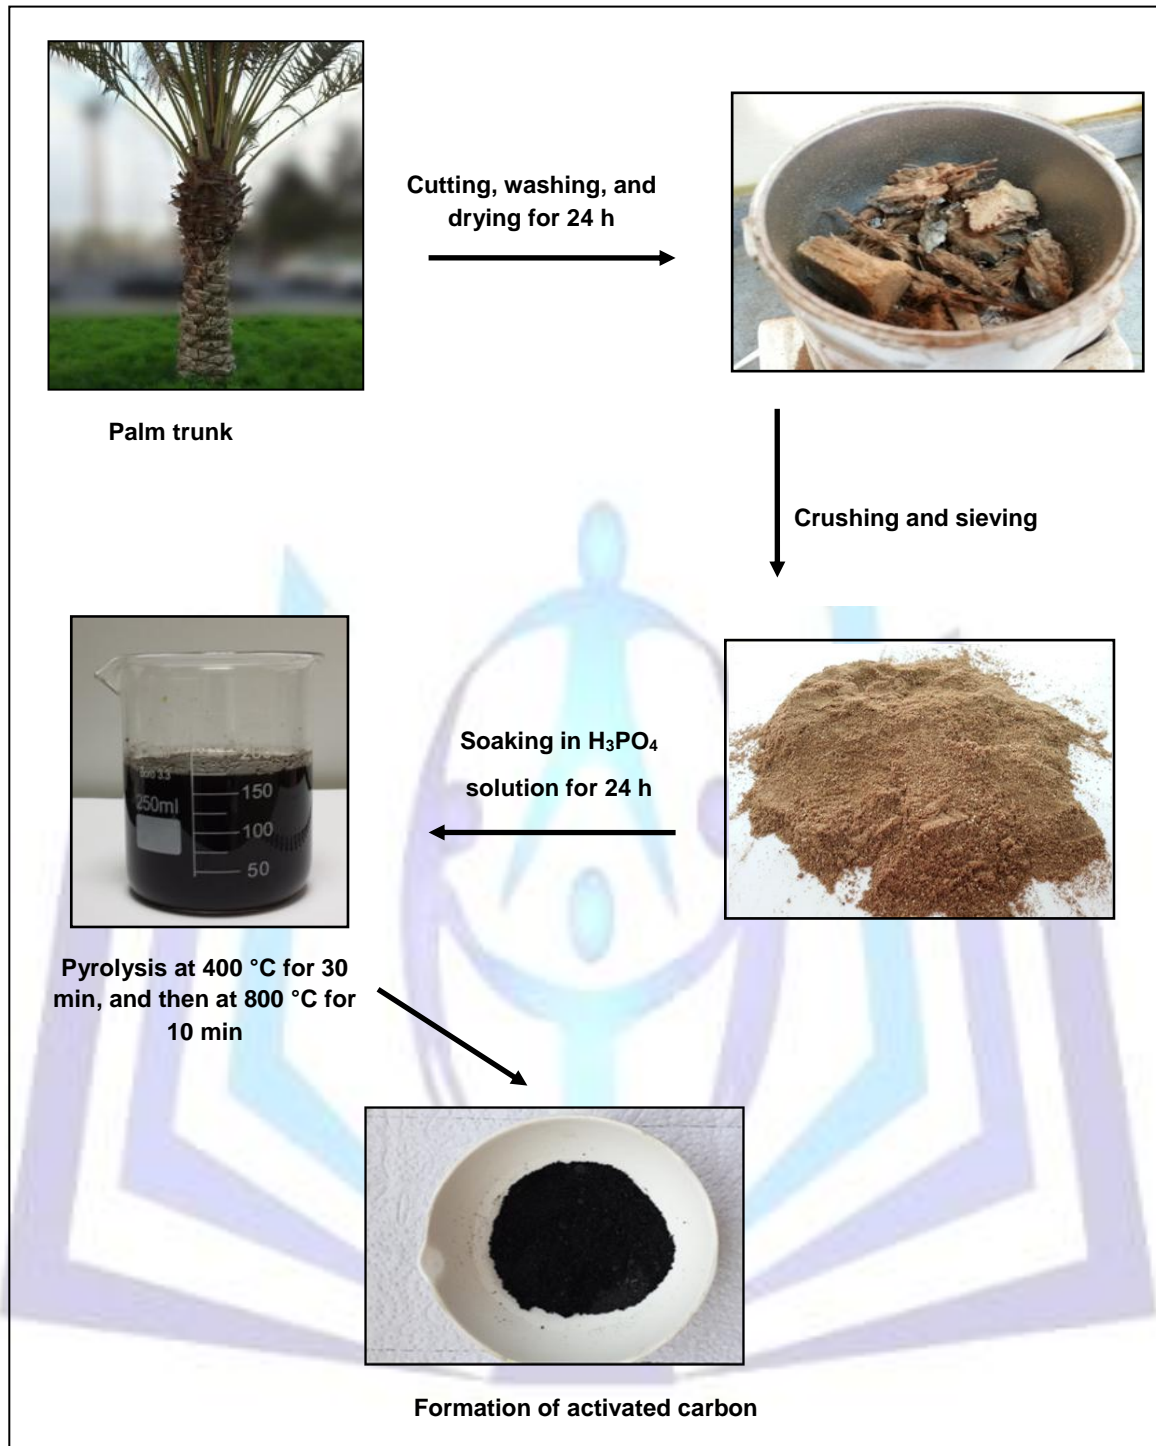 Cutting, washing, and
drying for 24 h
Palm trunk
Crushing and sieving
Soaking in H₃PO₄
solution for 24 h
250ml
150
100
50
Pyrolysis at 400 °C for 30
min, and then at 800 °C for
10 min
Formation of activated carbon